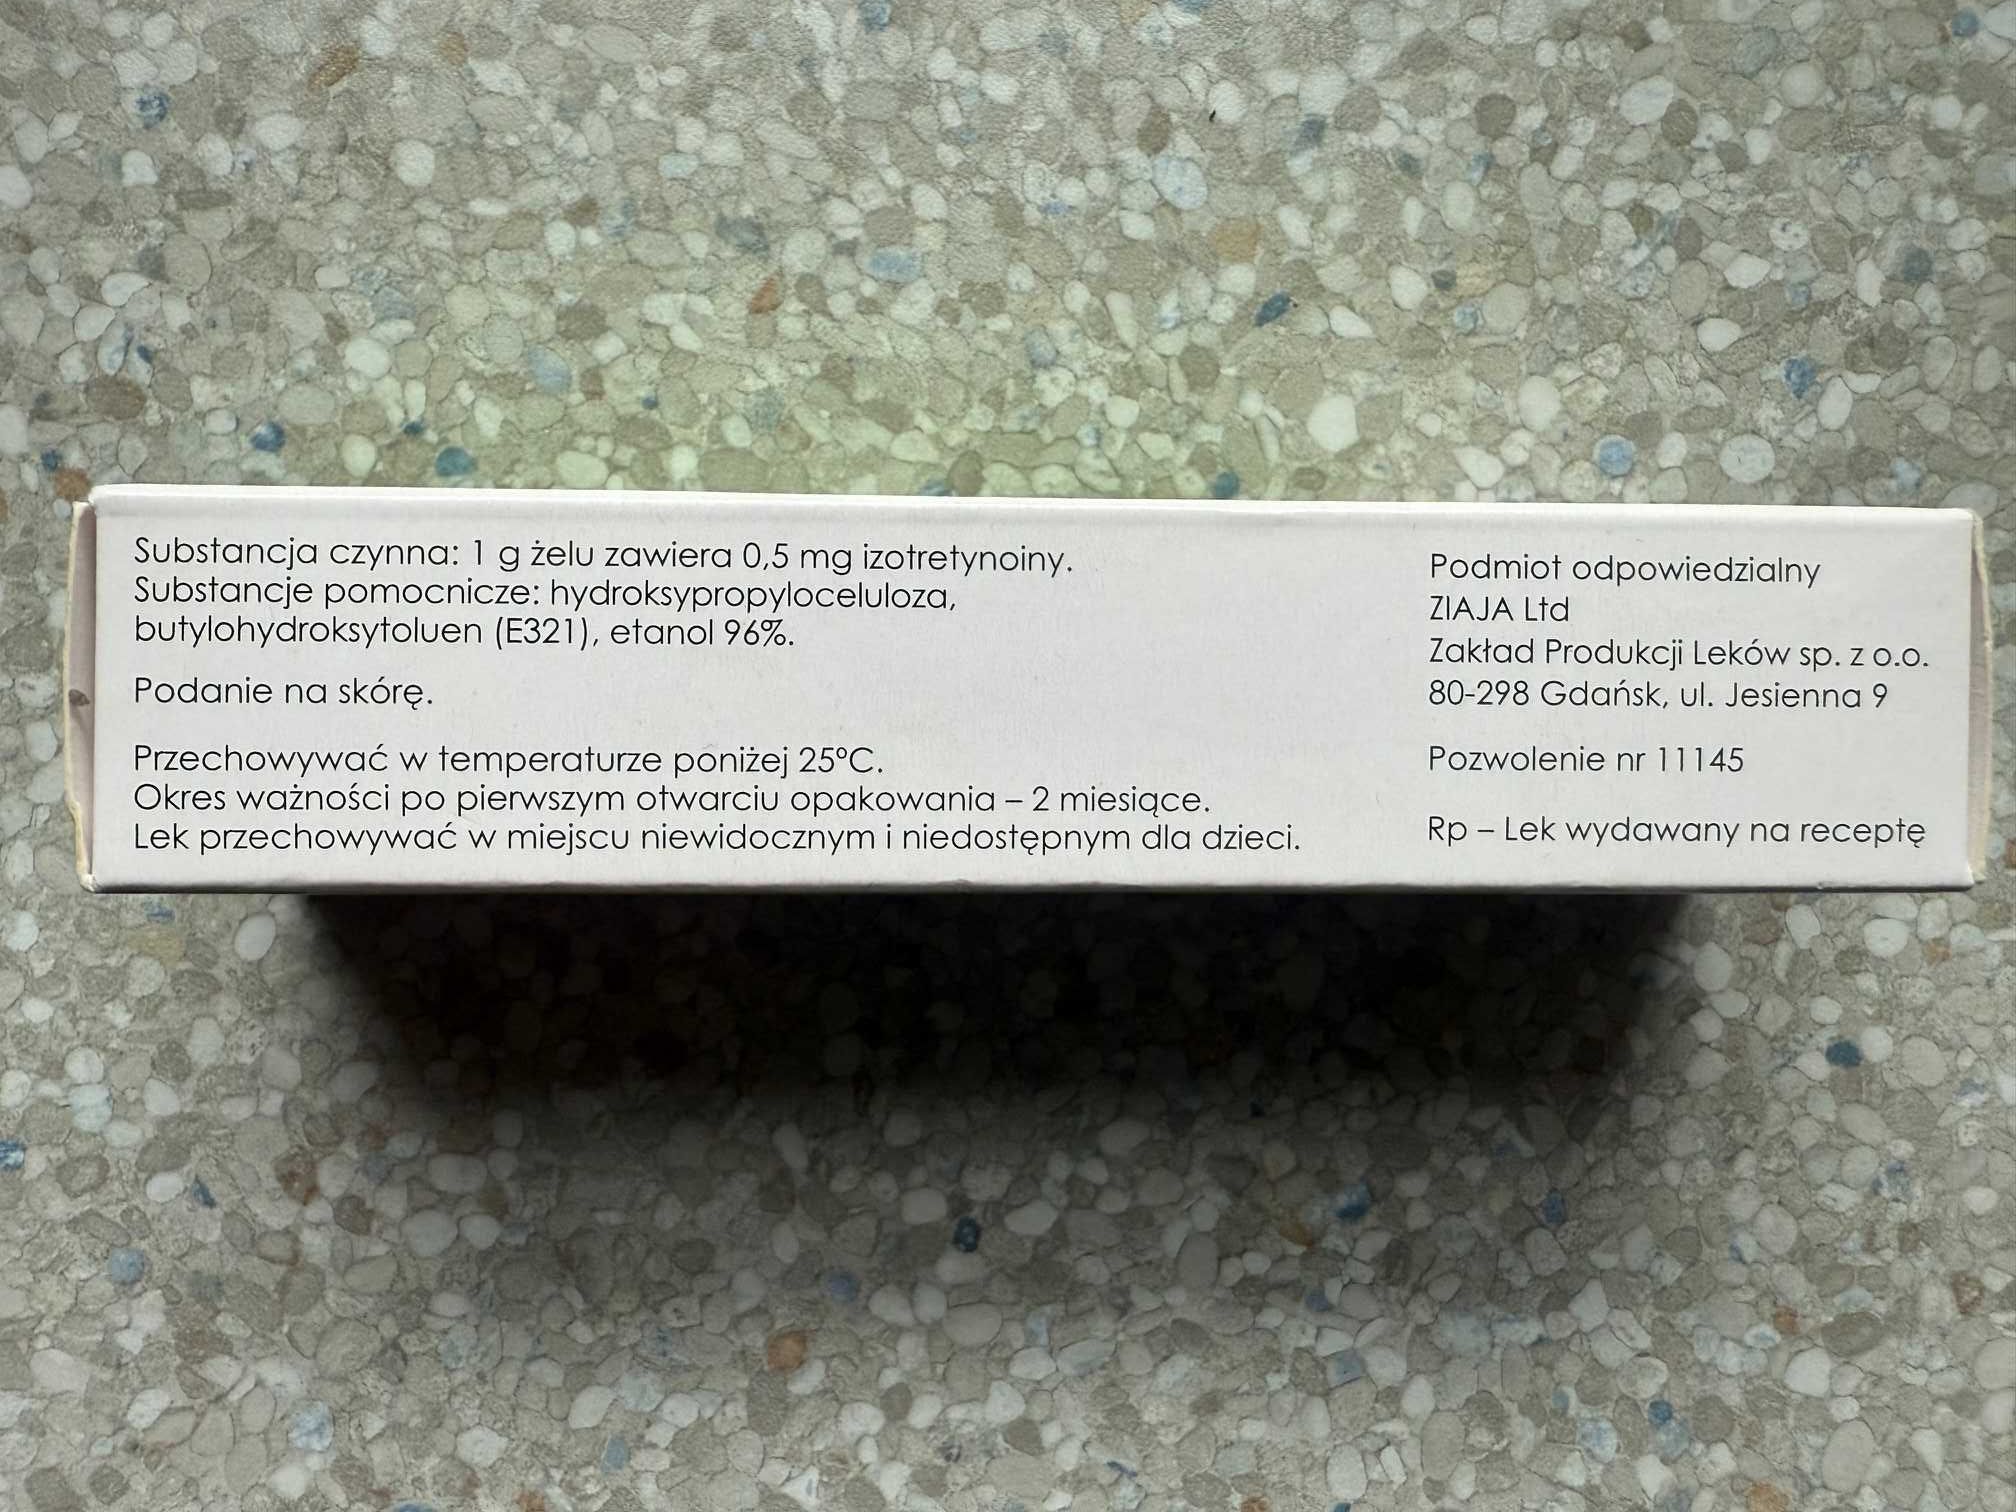 Substancja czynna: 1 g żelu zawiera 0,5 mg izotretynoiny.
Substancje pomocnicze: hydroksypropyloceluloza,
butylohydroksytoluen (E321), etanol 96%.
Podanie na skórę.
Przechowywać w temperaturze poniżej 25ºC.
Okres ważności po pierwszym otwarciu opakowania – 2 miesiące.
Lek przechowywać w miejscu niewidocznym i niedostępnym dla dzieci.
Podmiot odpowiedzialny
ZIAJA Ltd
Zakład Produkcji Leków sp. z o.o.
80-298 Gdańsk, ul. Jesienna 9
Pozwolenie nr 11145
Rp – Lek wydawany na receptę